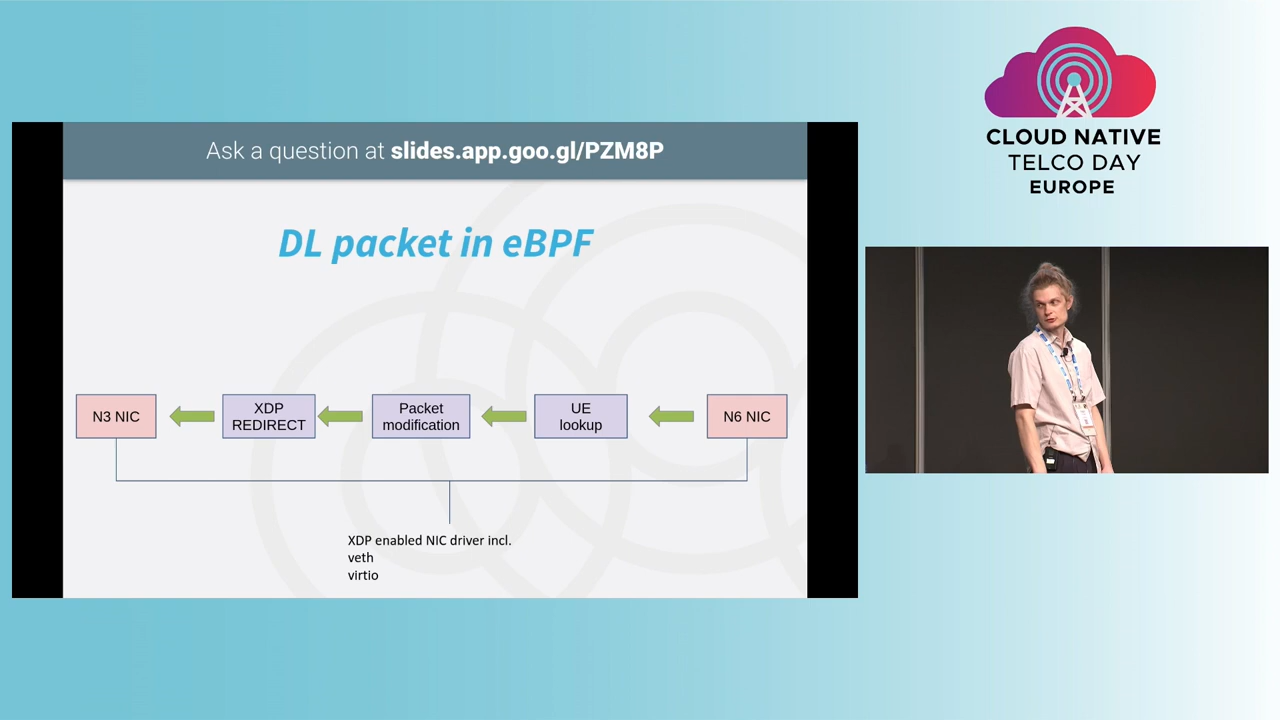 Ask a question at slides.app.goo.gl/PZM8P
DL packet in eBPF
N3 NIC
XDP
REDIRECT
Packet
modification
UE
lookup
N6 NIC
XDP enabled NIC driver incl.
veth
virtio
CLOUD NATIVE
TELCO DAY
EUROPE